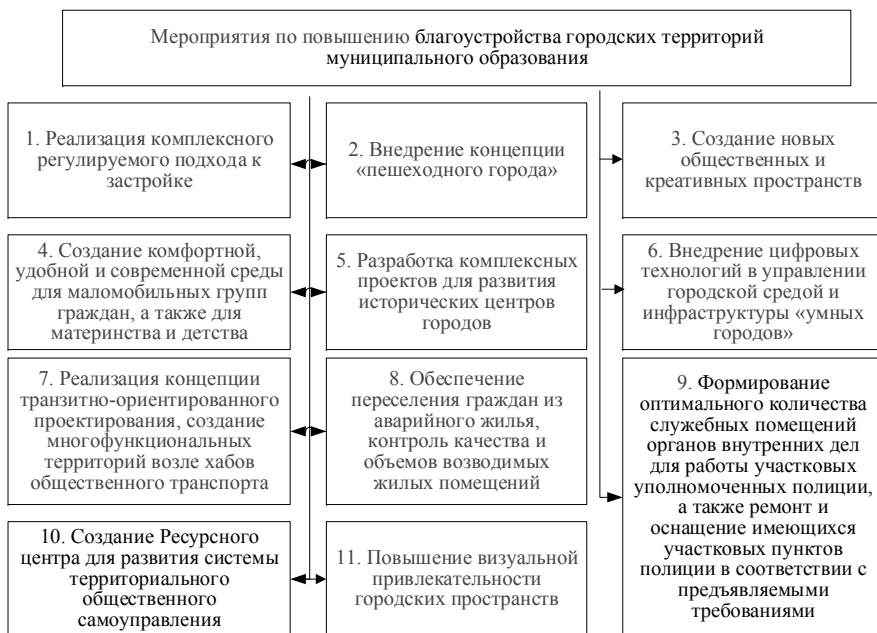 Мероприятия по повышению благоустройства городских территорий
муниципального образования
1. Реализация комплексного
регулируемого подхода к
застройке
2. Внедрение концепции
«пешеходного города»
3. Создание новых
общественных и
креативных пространств
4. Создание комфортной,
удобной и современной среды
для маломобильных групп
граждан, а также для
материнства и детства
5. Разработка комплексных
проектов для развития
исторических центров
городов
6. Внедрение цифровых
технологий в управлении
городской средой и
инфраструктуры «умных
городов»
7. Реализация концепции
транзитно-ориентированного
проектирования, создание
многофункциональных
территорий возле хабов
общественного транспорта
8. Обеспечение
переселения граждан из
аварийного жилья,
контроль качества и
объемов возводимых
жилых помещений
9. Формирование
оптимального количества
служебных помещений
органов внутренних дел
для работы участковых
уполномоченных полиции,
а также ремонт и
оснащение имеющихся
участковых пунктов
полиции в соответствии с
предъявляемыми
требованиями
10. Создание Ресурсного
центра для развития системы
территориального
общественного
самоуправления
11. Повышение визуальной
привлекательности
городских пространств